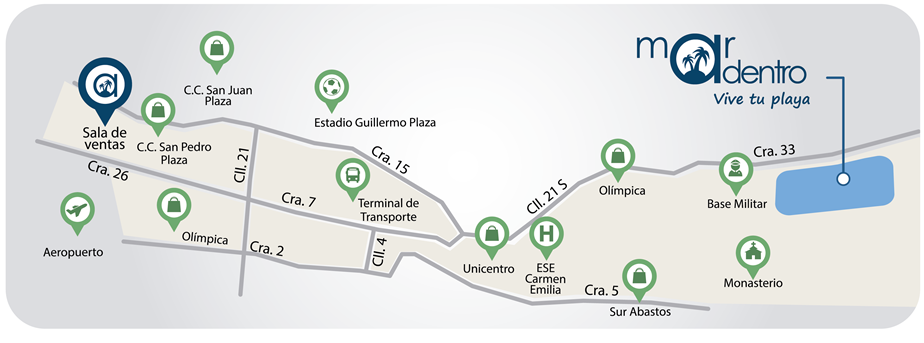 mar
adentro
Vive tu playa
C.C. San Juan
Plaza
Estadio Guillermo Plaza
Sala de
ventas
C.C. San Pedro
Plaza
Cll. 21
Cra. 15
Cra. 33
Cra. 26
Cra. 7
Terminal de
Transporte
Cll. 21 S
Olímpica
Base Militar
Aeropuerto
Olímpica
Cra. 2
Cll. 4
Unicentro
H
ESE
Carmen
Emilia
Cra. 5
Sur Abastos
Monasterio